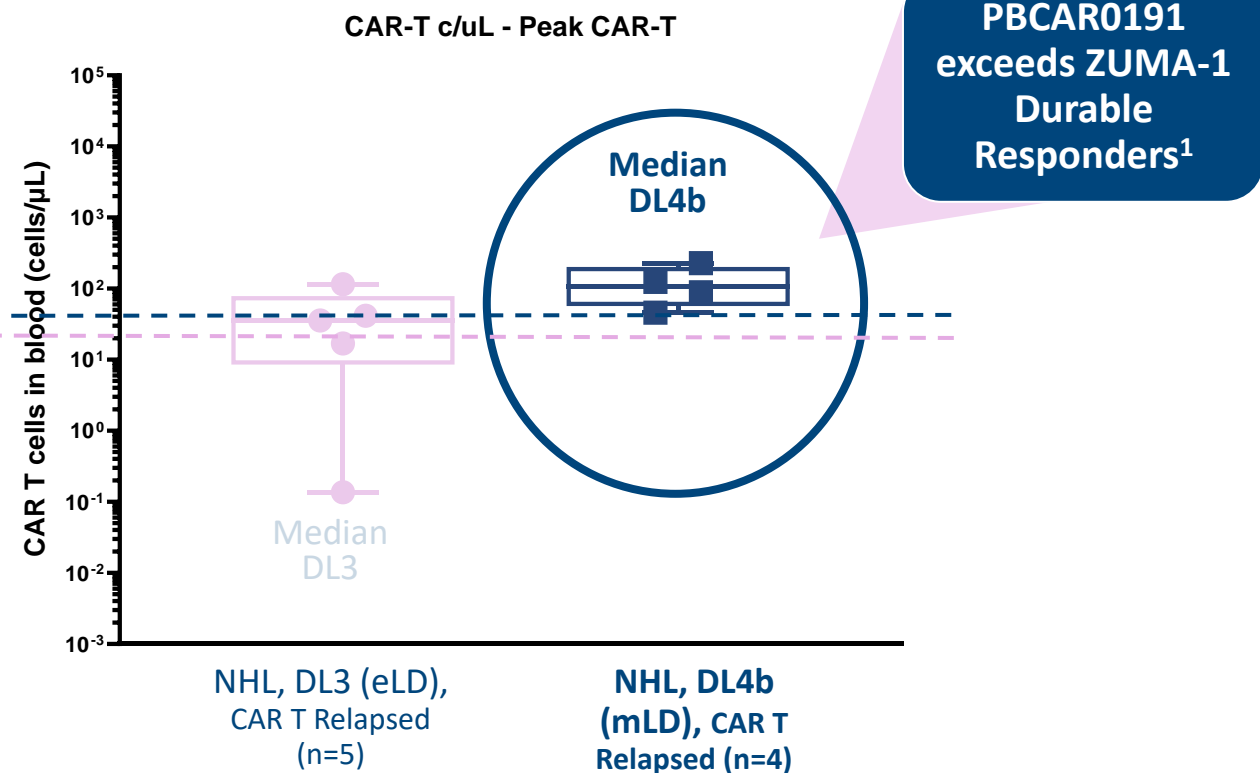 CAR-T c/uL - Peak CAR-T
PBCAR0191
exceeds ZUMA-1
Durable
Responders¹
CAR T cells in blood (cells/μL)
10⁵
10⁴
10³
10²
10¹
10⁰
10⁻¹
10⁻²
10⁻³
Median
DL4b
Median
DL3
NHL, DL3 (eLD),
CAR T Relapsed
(n=5)
NHL, DL4b
(mLD), CAR T
Relapsed (n=4)